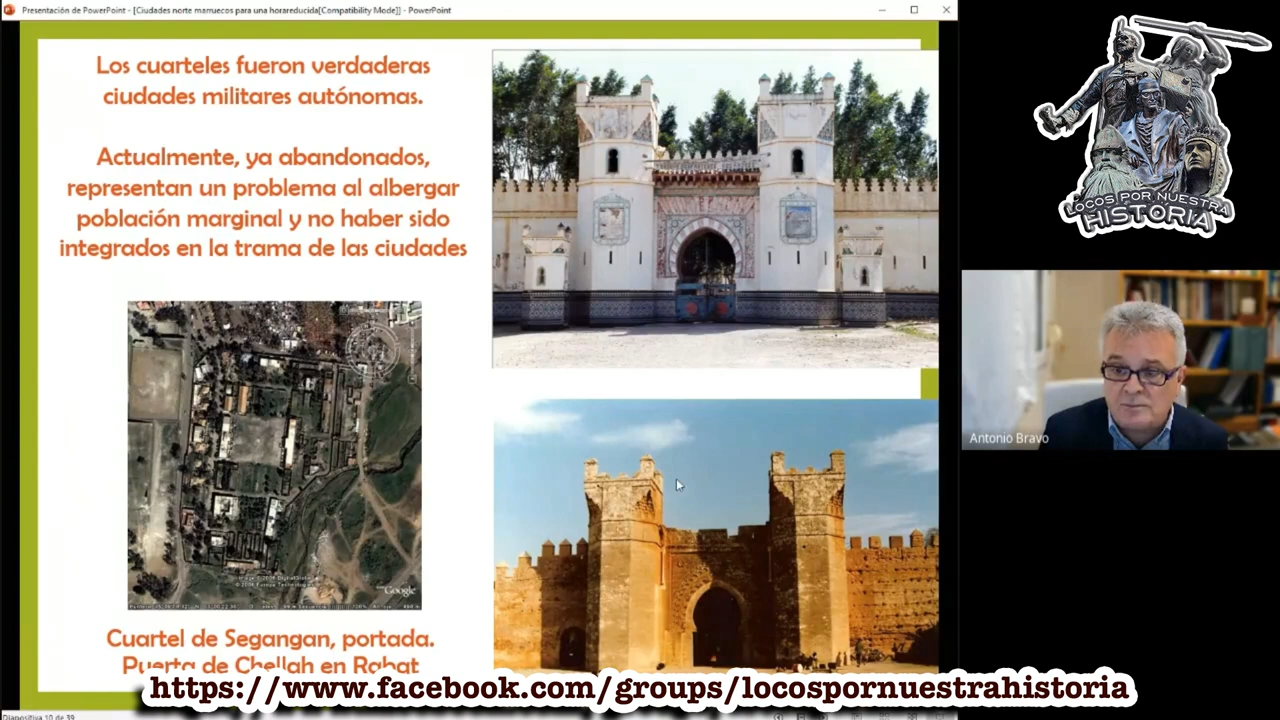 Presentación de PowerPoint - [Ciudades norte marruecos para una horareducida[Compatibility Mode]] - PowerPoint
Los cuarteles fueron verdaderas
ciudades militares autónomas.
Actualmente, ya abandonados,
representan un problema al albergar
población marginal y no haber sido
integrados en la trama de las ciudades
Google
Cuartel de Segangan, portada.
Puerta de Chellah en Rabat
LOCOS POR NUESTRA
HISTORIA
Antonio Bravo
https://www.facebook.com/groups/locospornuestrahistoria
Diapositiva 10 de 39